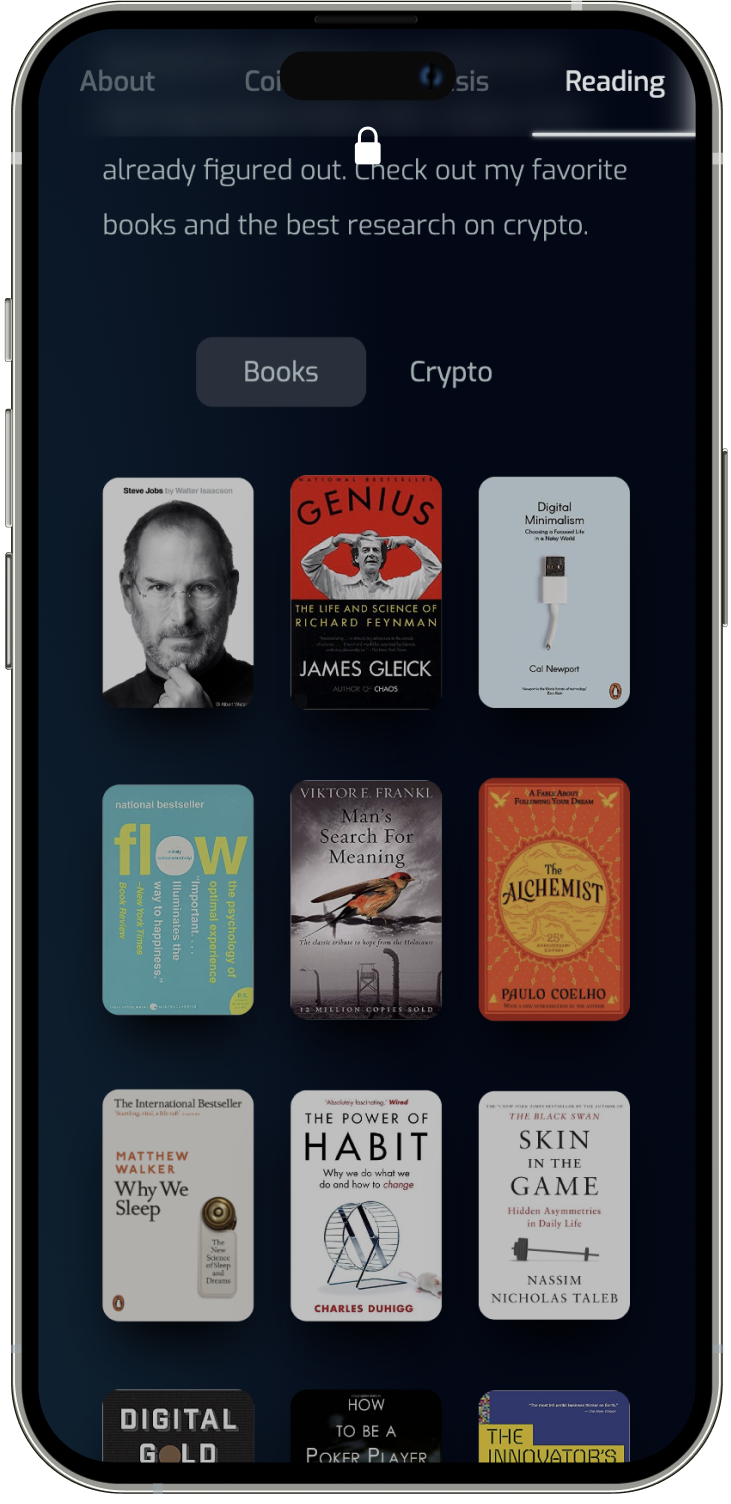 About
Coi
sis
Reading
already figured out. Check out my favorite
books and the best research on crypto.
Books
Crypto
Steve Jobs by Walter Isaacson
NATIONAL BESTSELLER
GENIUS
THE LIFE AND SCIENCE OF
RICHARD FEYNMAN
JAMES GLEICK
AUTHOR OF CHAOS
Digital
Minimalism
Choosing a Focused Life
in a Noisy World
Cal Newport
national bestseller
flow
the psychology of
optimal experience
"Important . . .
Illuminates the
way to happiness."
—New York Times
Book Review
VIKTOR E. FRANKL
Man's
Search For
Meaning
The classic tribute to hope from the Holocaust
12 MILLION COPIES SOLD
A FABLE ABOUT
FOLLOWING YOUR DREAM
The
ALCHEMIST
25th
ANNIVERSARY
EDITION
PAULO COELHO
The International Bestseller
MATTHEW
WALKER
Why We
Sleep
The
New
Science
of Sleep
and
Dreams
'Absolutely fascinating.' Wired
THE POWER OF
HABIT
Why we do what we
do and how to change
CHARLES DUHIGG
THE BLACK SWAN
SKIN
IN THE
GAME
Hidden Asymmetries
in Daily Life
NASSIM
NICHOLAS TALEB
DIGITAL
GOLD
HOW
TO BE A
POKER PLAYER
THE
INNOVATOR'S